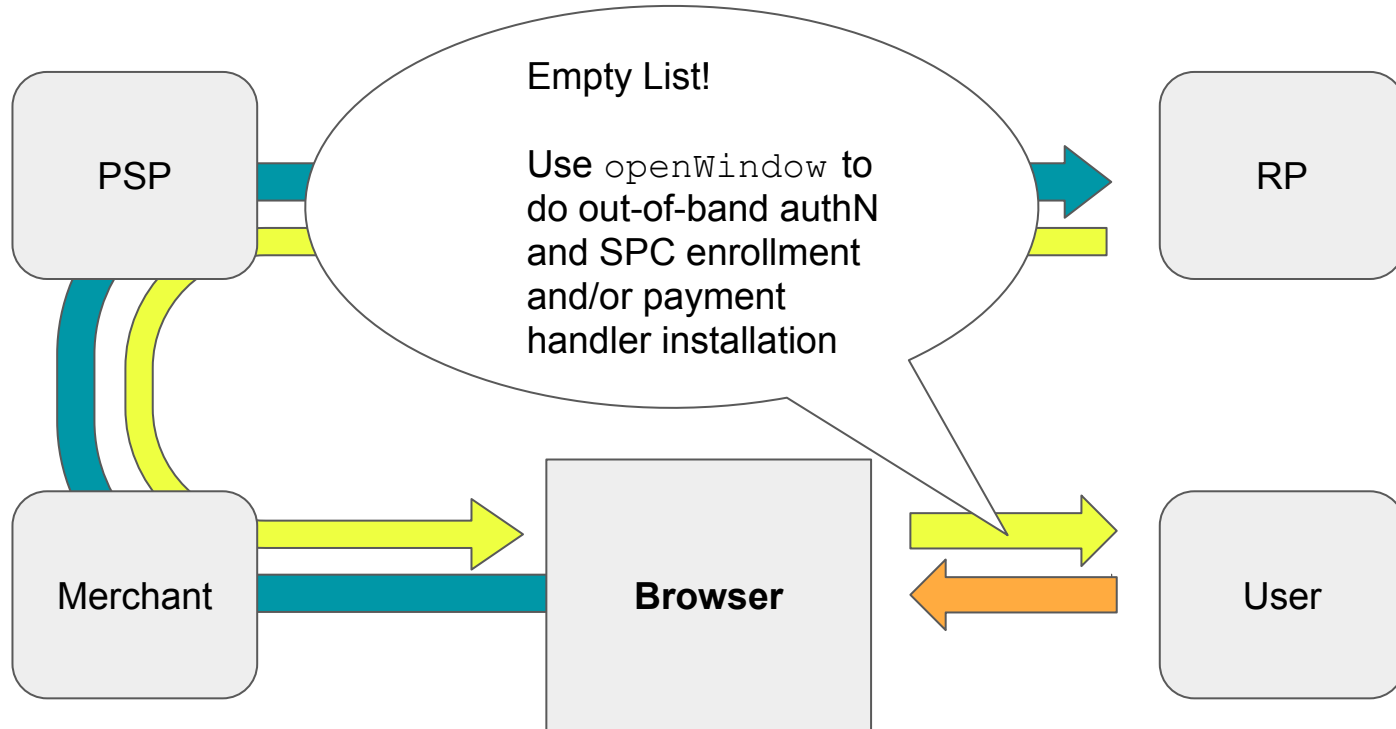 Empty List!
Use openWindow to
do out-of-band authN
and SPC enrollment
and/or payment
handler installation
PSP
RP
Merchant
Browser
User